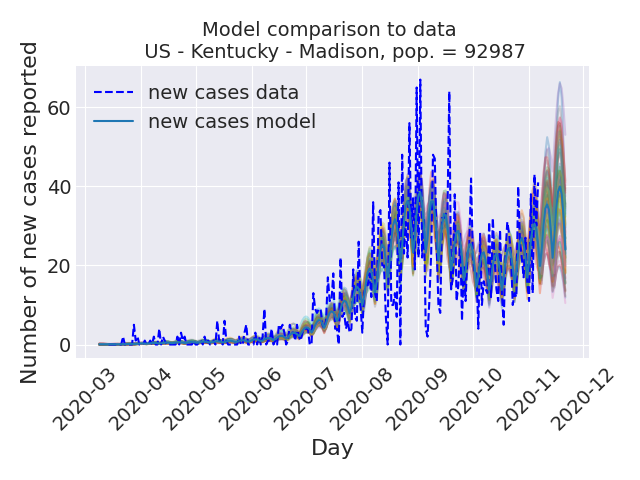 Model comparison to data
US - Kentucky - Madison, pop. = 92987
Number of new cases reported
60
40
20
0
new cases data
new cases model
2020-03
2020-04
2020-05
2020-06
2020-07
2020-08
2020-09
2020-10
2020-11
2020-12
Day